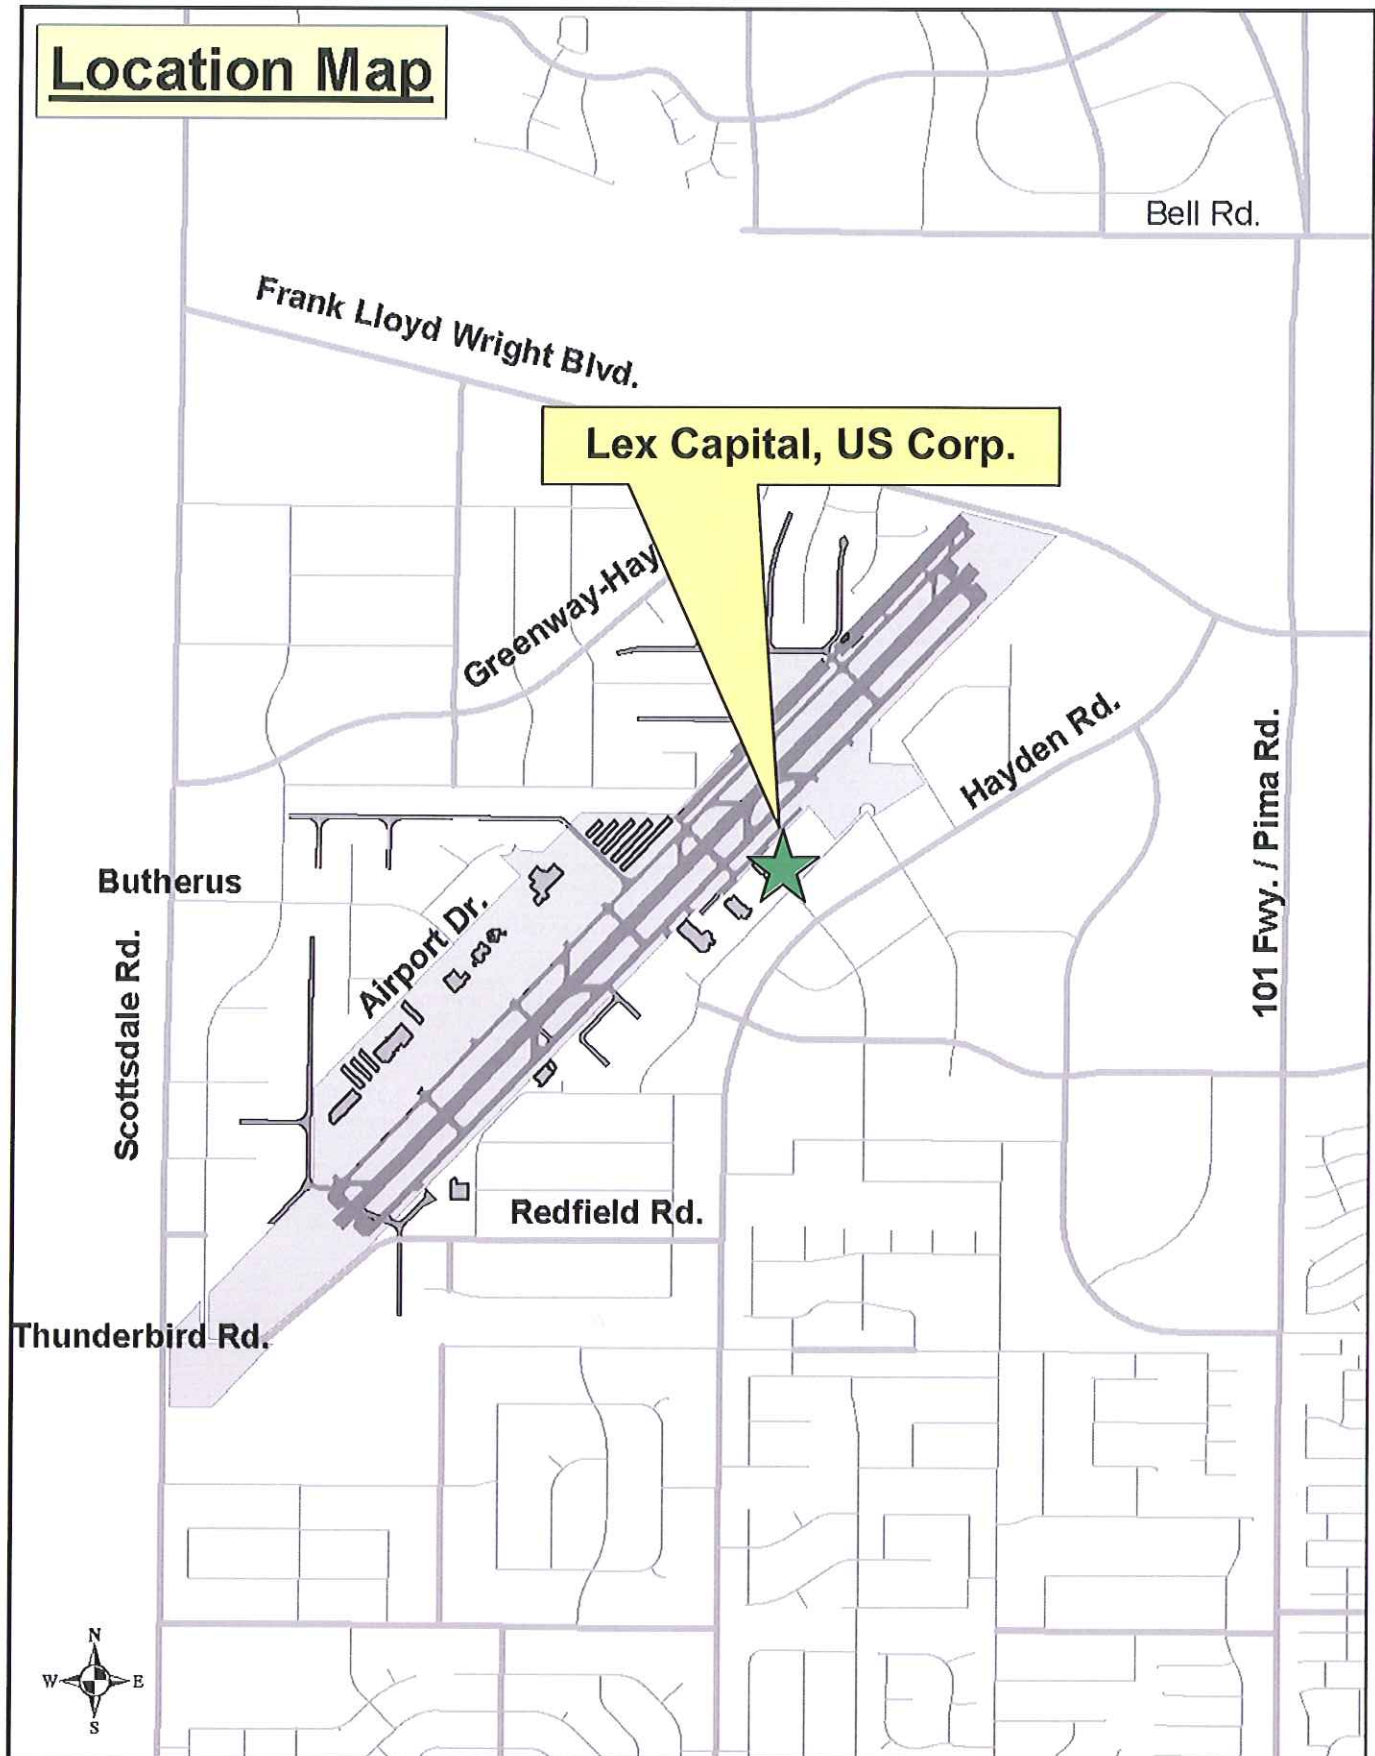 Location Map
Bell Rd.
Frank Lloyd Wright Blvd.
Lex Capital, US Corp.
Greenway-Hay
Hayden Rd.
101 Fwy. / Pima Rd.
Butherus
Airport Dr.
Scottsdale Rd.
Redfield Rd.
Thunderbird Rd.
N
W E
S